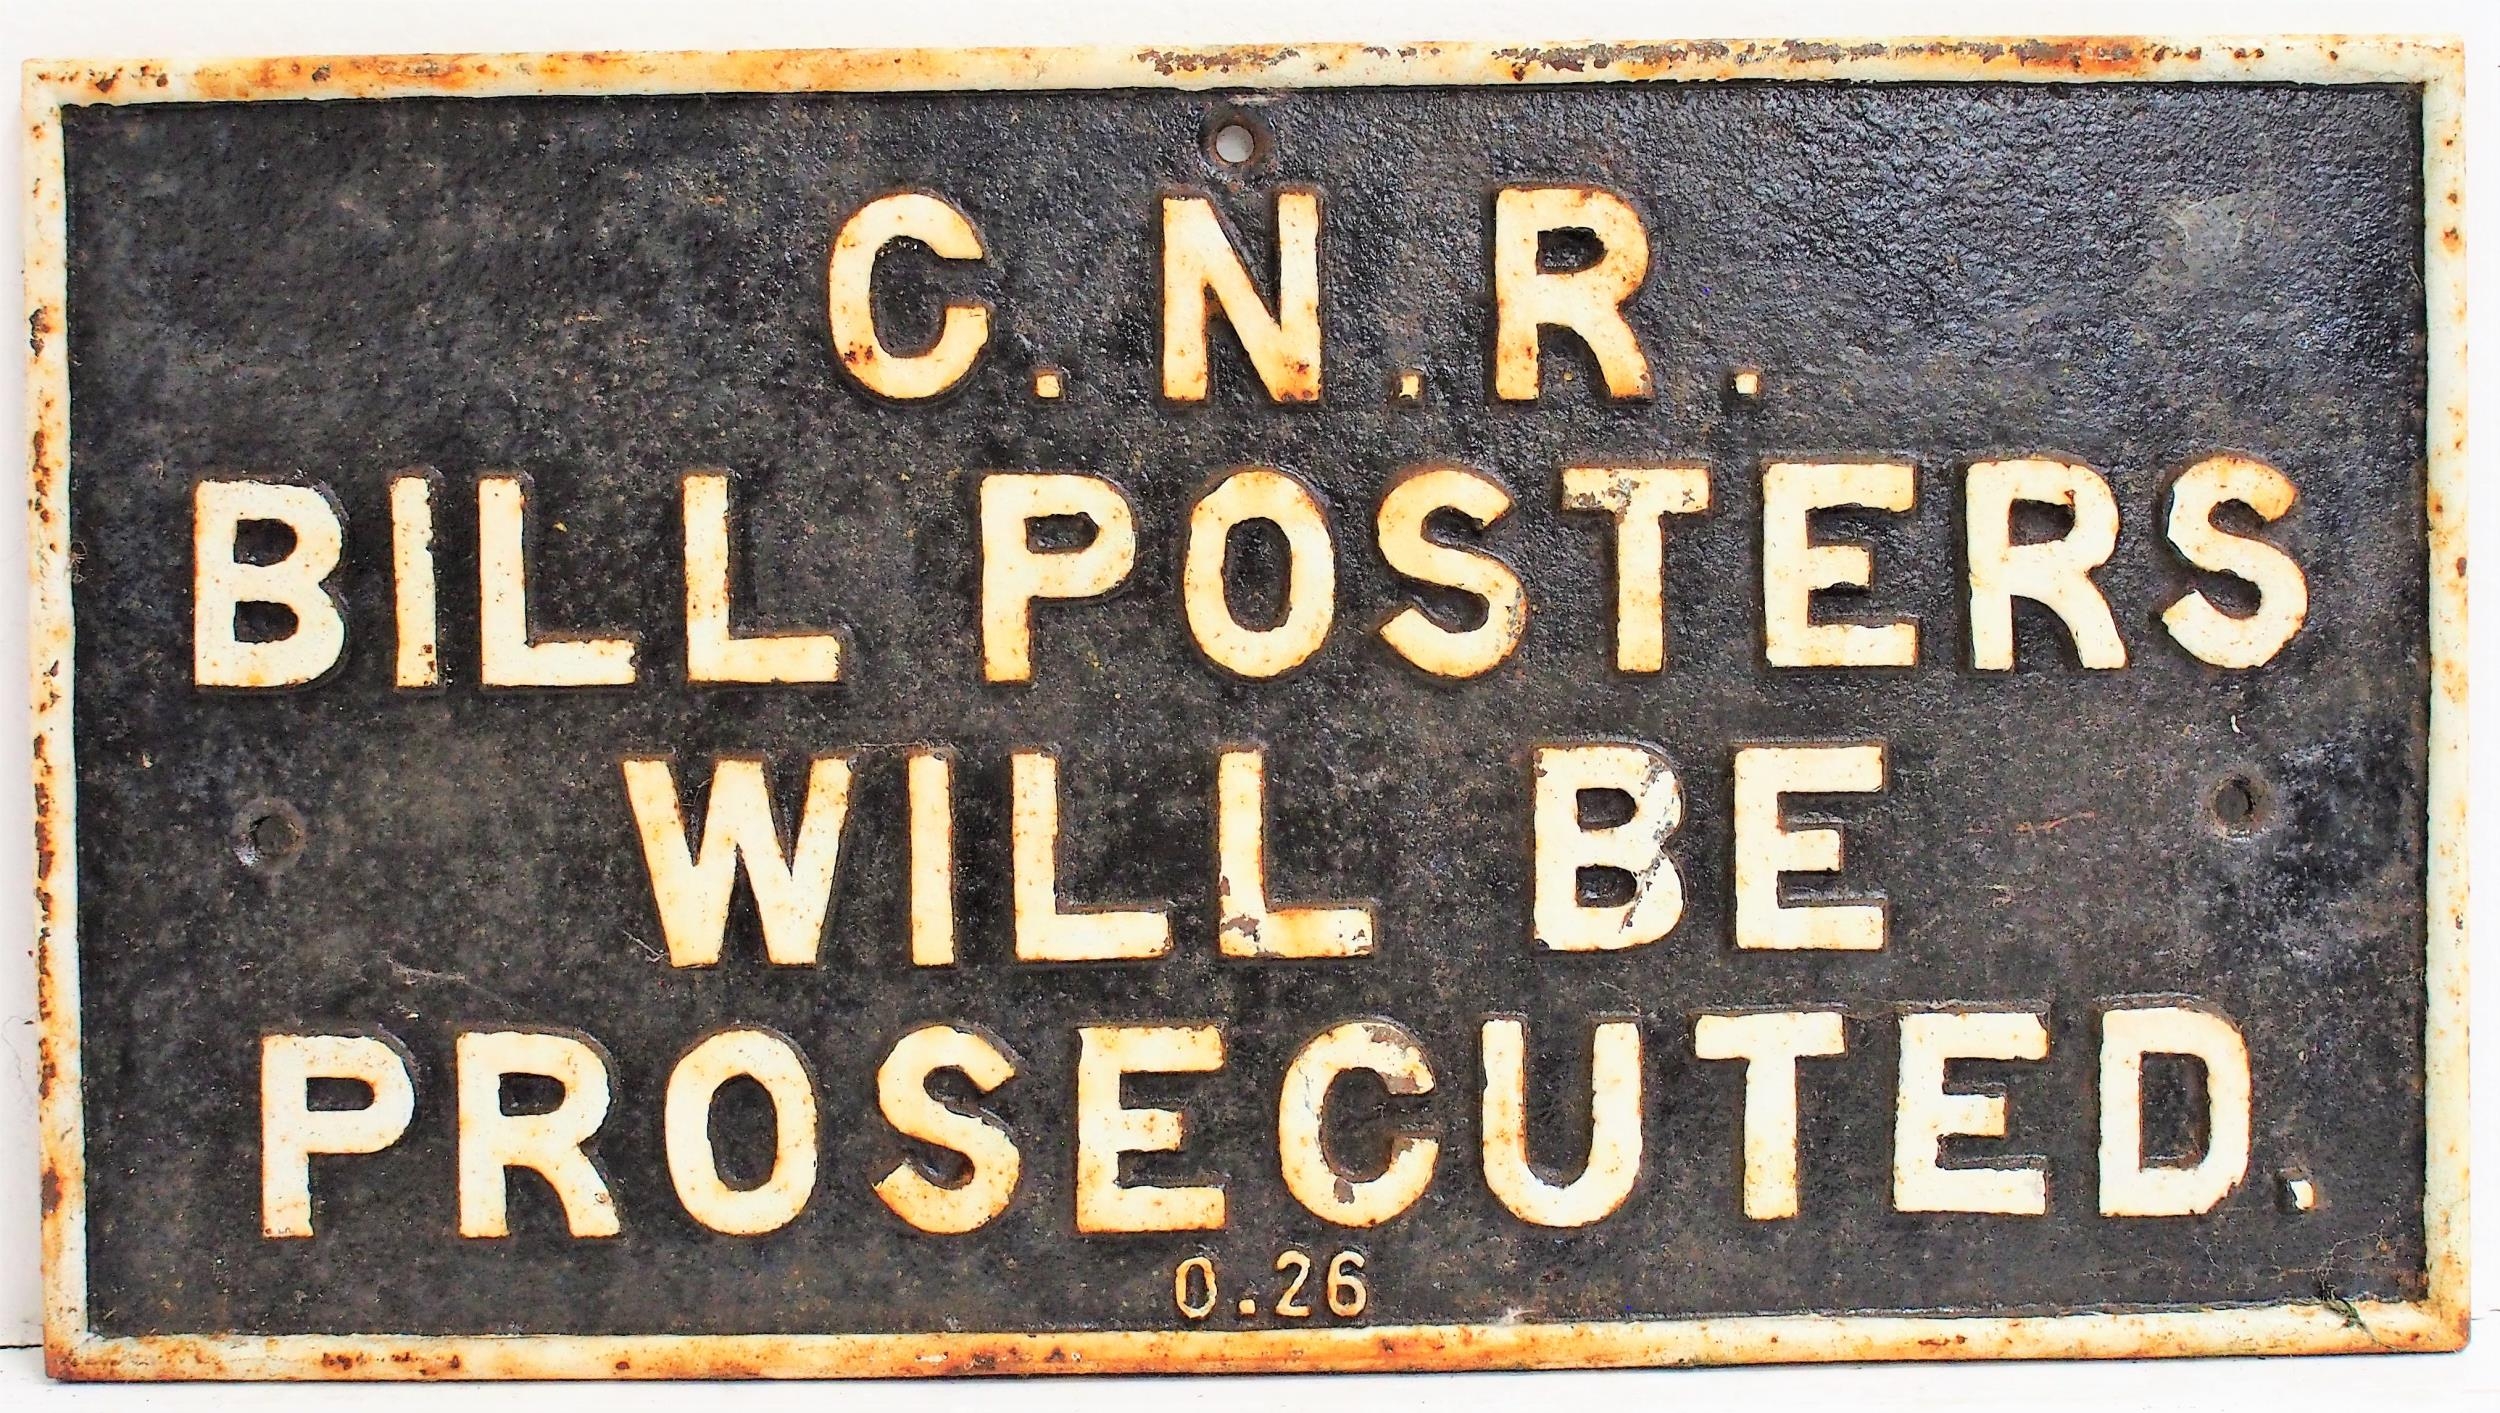 C.N.R.
BILL POSTERS
WILL BE
PROSECUTED.
0.26